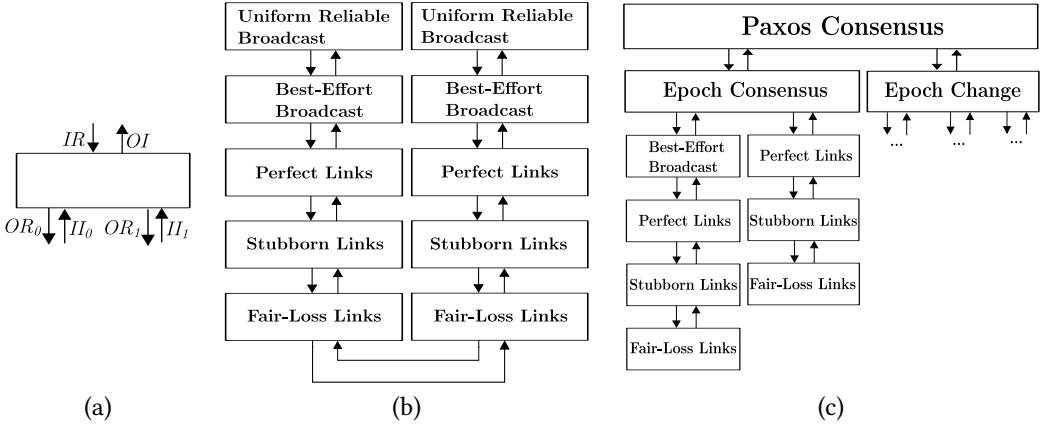 IR
OI
OR0
II0
OR1
II1
(a)
Uniform Reliable
Broadcast
Best-Effort
Broadcast
Perfect Links
Stubborn Links
Fair-Loss Links
Uniform Reliable
Broadcast
Best-Effort
Broadcast
Perfect Links
Stubborn Links
Fair-Loss Links
(b)
Paxos Consensus
Epoch Consensus
Epoch Change
Best-Effort
Broadcast
Perfect Links
Stubborn Links
Fair-Loss Links
Perfect Links
Stubborn Links
Fair-Loss Links
...
...
...
(c)